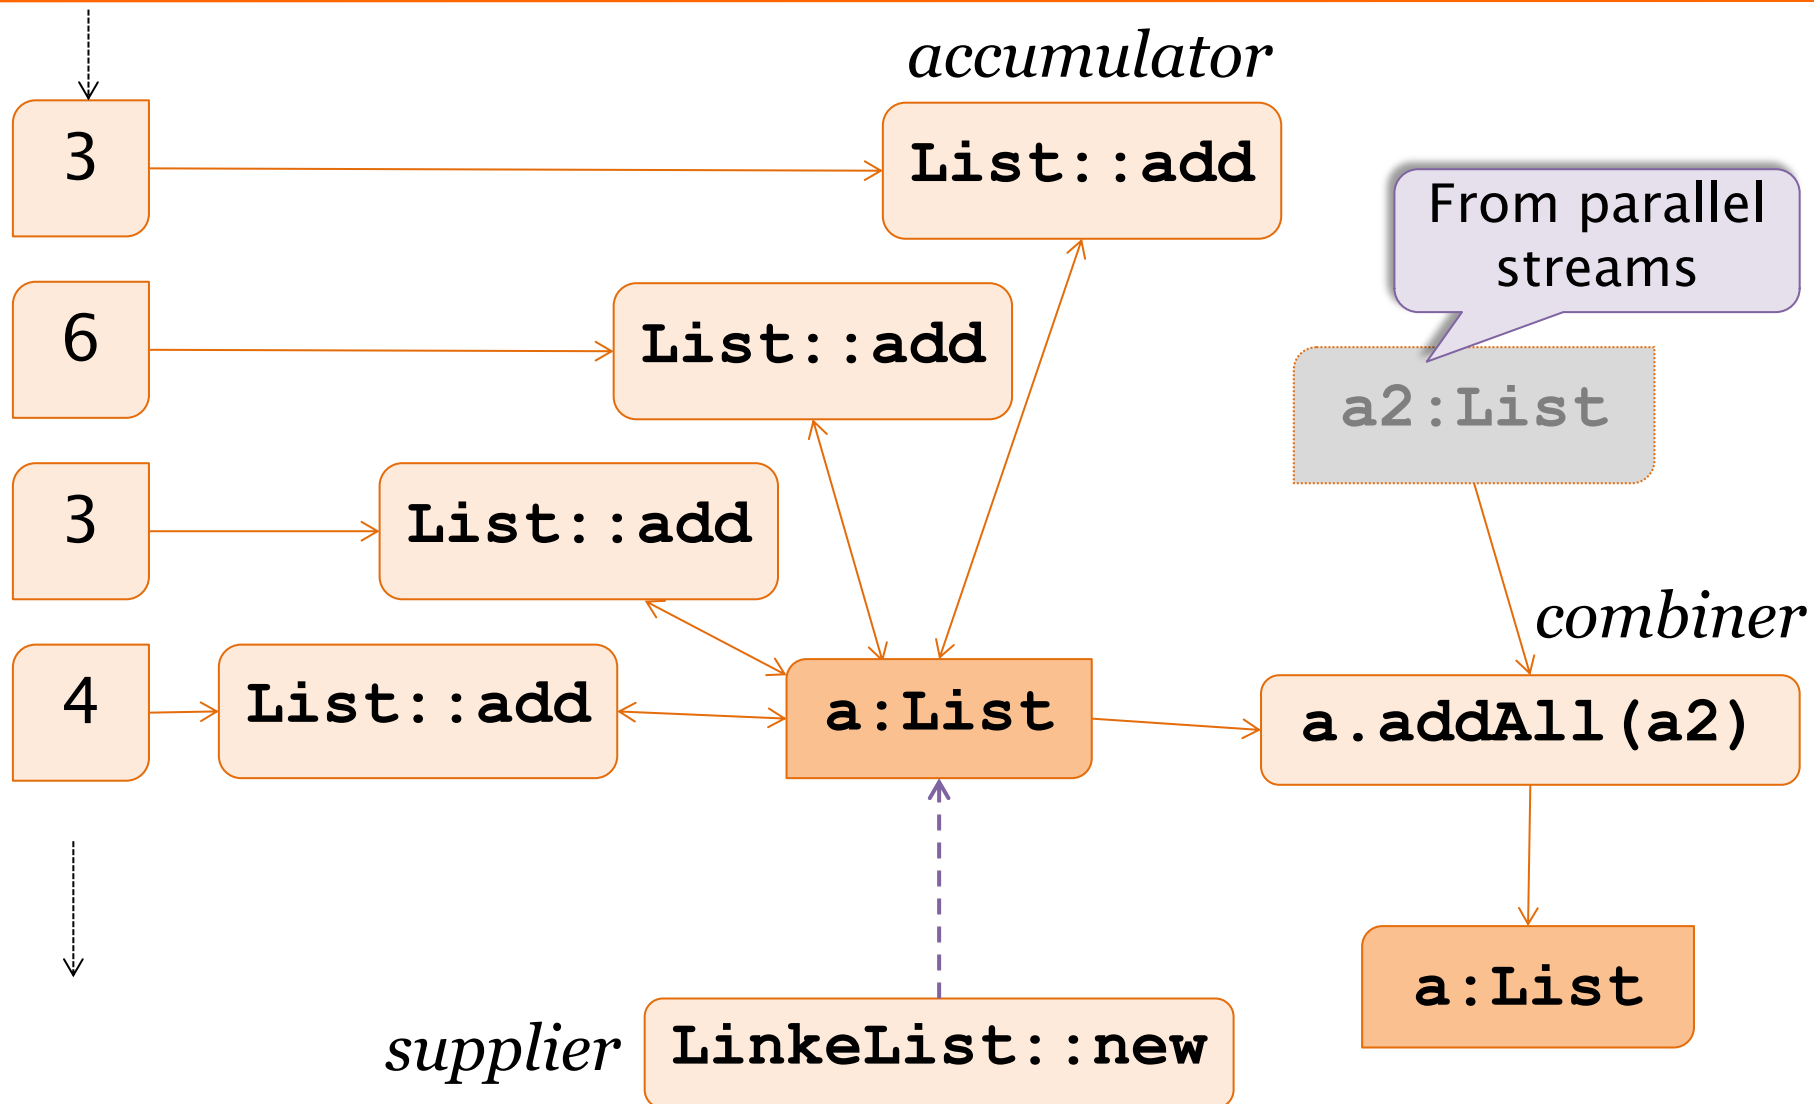 accumulator
3
List::add
From parallel
streams
6
List::add
a2:List
3
List::add
combiner
4
List::add
a:List
a.addAll(a2)
a:List
supplier
LinkeList::new